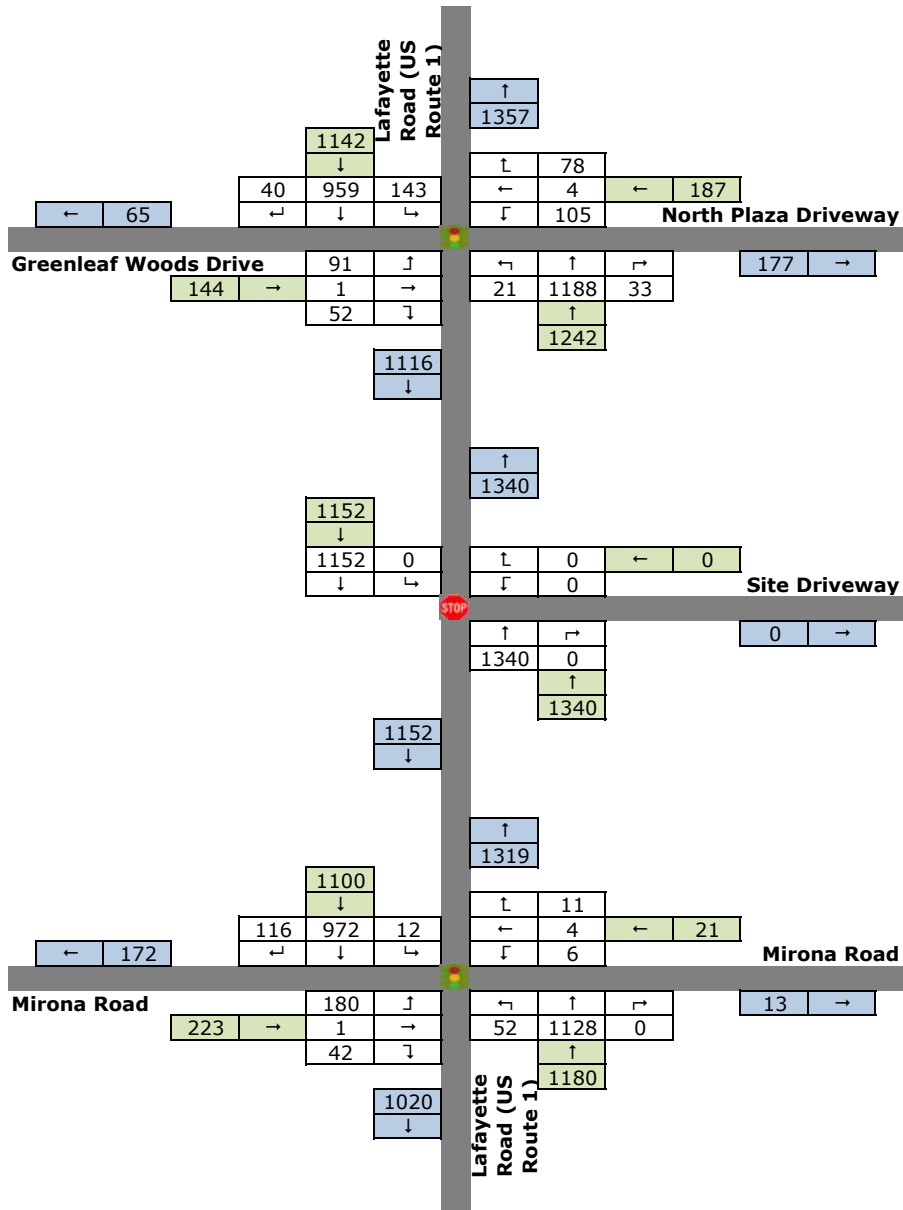 Lafayette
Road (US
Route 1)
↑
1357
1142
↓
↑ 78
40 959 143
← 4 ← 187
← 65
↵ ↓ ↳
↓ 105
North Plaza Driveway
Greenleaf Woods Drive
91 ↑
↰ ↑ ↱
177 →
144 → 1 →
21 1188 33
52 ↴
↑
1242
1116
↓
↑
1340
1152
↓
1152 0
↑ 0 ← 0
↓ ↳
↓ 0
Site Driveway
STOP
↑ ↱
0 →
1340 0
↑
1340
1152
↓
↑
1319
1100
↓
↑ 11
116 972 12
← 4 ← 21
← 172
↵ ↓ ↳
↓ 6
Mirona Road
Mirona Road
180 ↑
↰ ↑ ↱
13 →
223 → 1 →
52 1128 0
42 ↴
↑
1180
1020
↓
Lafayette
Road (US
Route 1)